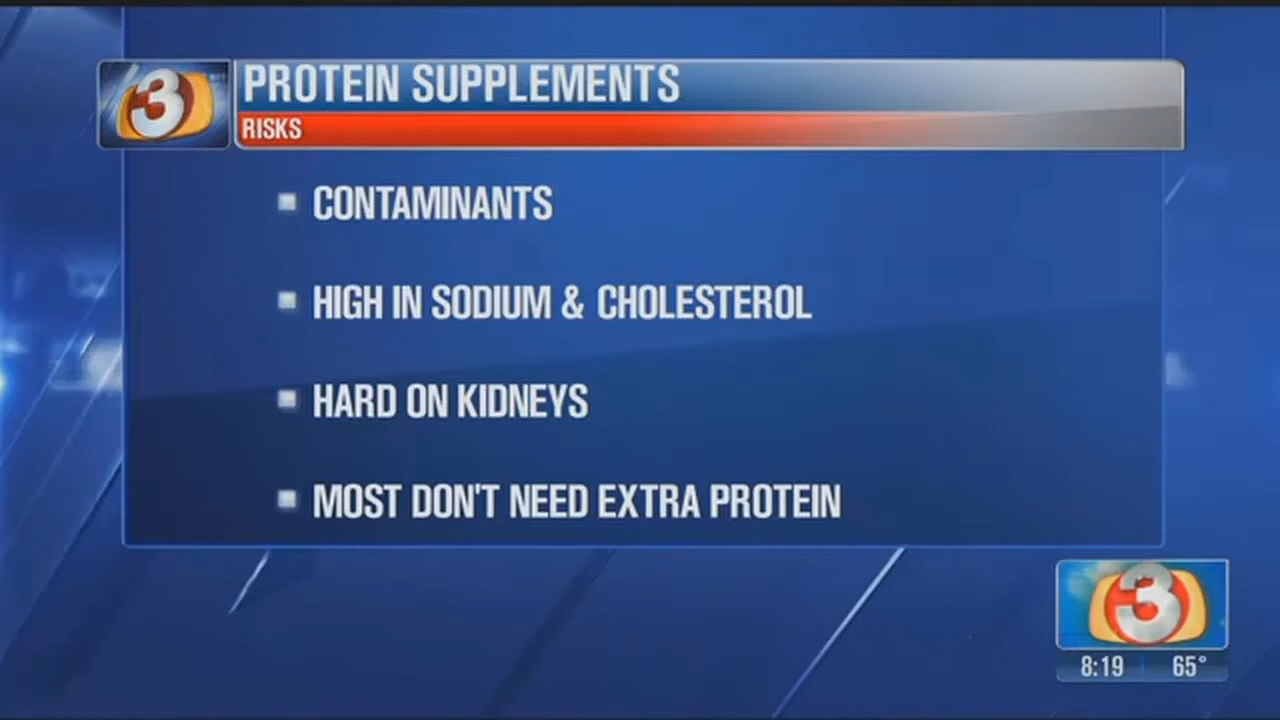 3
PROTEIN SUPPLEMENTS
RISKS
CONTAMINANTS
HIGH IN SODIUM & CHOLESTEROL
HARD ON KIDNEYS
MOST DON'T NEED EXTRA PROTEIN
3
8:19 65°